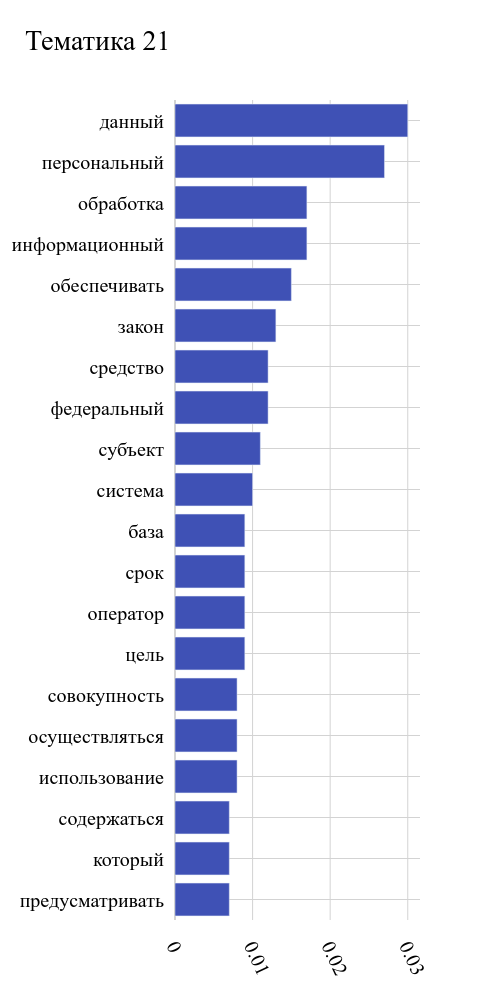 Тематика 21
данный
персональный
обработка
информационный
обеспечивать
закон
средство
федеральный
субъект
система
база
срок
оператор
цель
совокупность
осуществляться
использование
содержаться
который
предусматривать
0 0.01 0.02 0.03